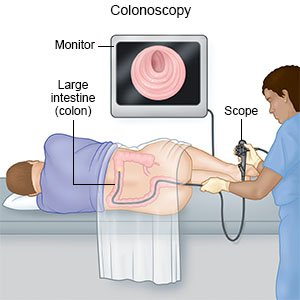 Colonoscopy
Monitor
Large
intestine
(colon)
Scope